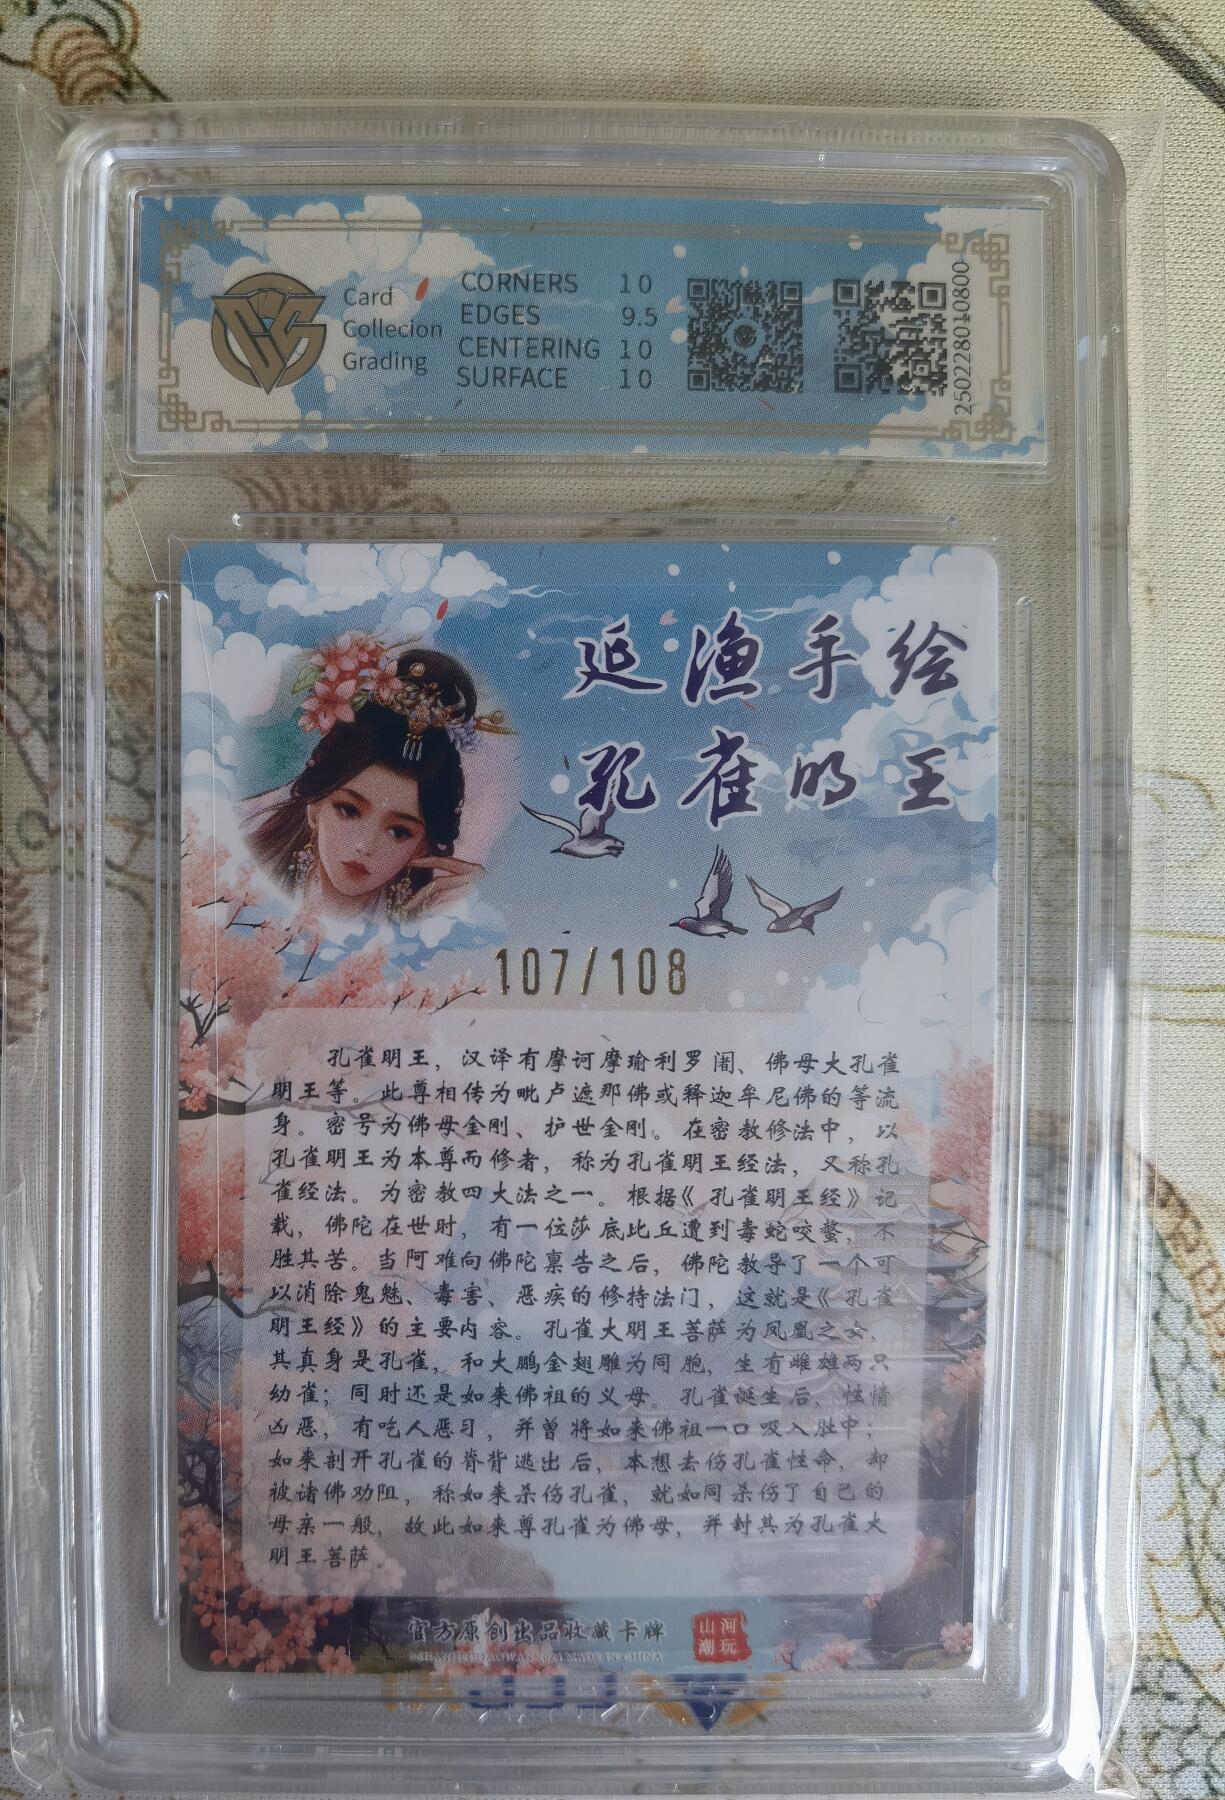 Card
Collecion
Grading
CORNERS 10
EDGES 9.5
CENTERING 10
SURFACE 10
2502228010800
延渔手绘
孔雀明王
107/108
孔雀明王，汉译有摩诃摩瑜利罗阇、佛母大孔雀
明王等。此尊相传为毗卢遮那佛或释迦牟尼佛的等流
身。密号为佛母金刚、护世金刚。在密教修法中，以
孔雀明王为本尊而修者，称为孔雀明王经法，又称孔
雀经法。为密教四大法之一。根据《孔雀明王经》记
载，佛陀在世时，有一位莎底比丘遭到毒蛇咬螫，不
胜其苦。当阿难向佛陀禀告之后，佛陀教导了一个可
以消除鬼魅、毒害、恶疾的修持法门，这就是《孔雀
明王经》的主要内容。孔雀大明王菩萨为凤凰之女，
其真身是孔雀，和大鹏金翅雕为同胞，生有雌雄两只
幼雀；同时还是如来佛祖的义母。孔雀诞生后，性情
凶恶，有吃人恶习，并曾将如来佛祖一口吸入肚中；
如来剖开孔雀的脊背逃出后，本想去伤孔雀性命，却
被诸佛劝阻，称如来杀伤孔雀，就如同杀伤了自己的
母亲一般，故此如来尊孔雀为佛母，并封其为孔雀大
明王菩萨。
官方原创出品收藏卡牌
山河
潮玩